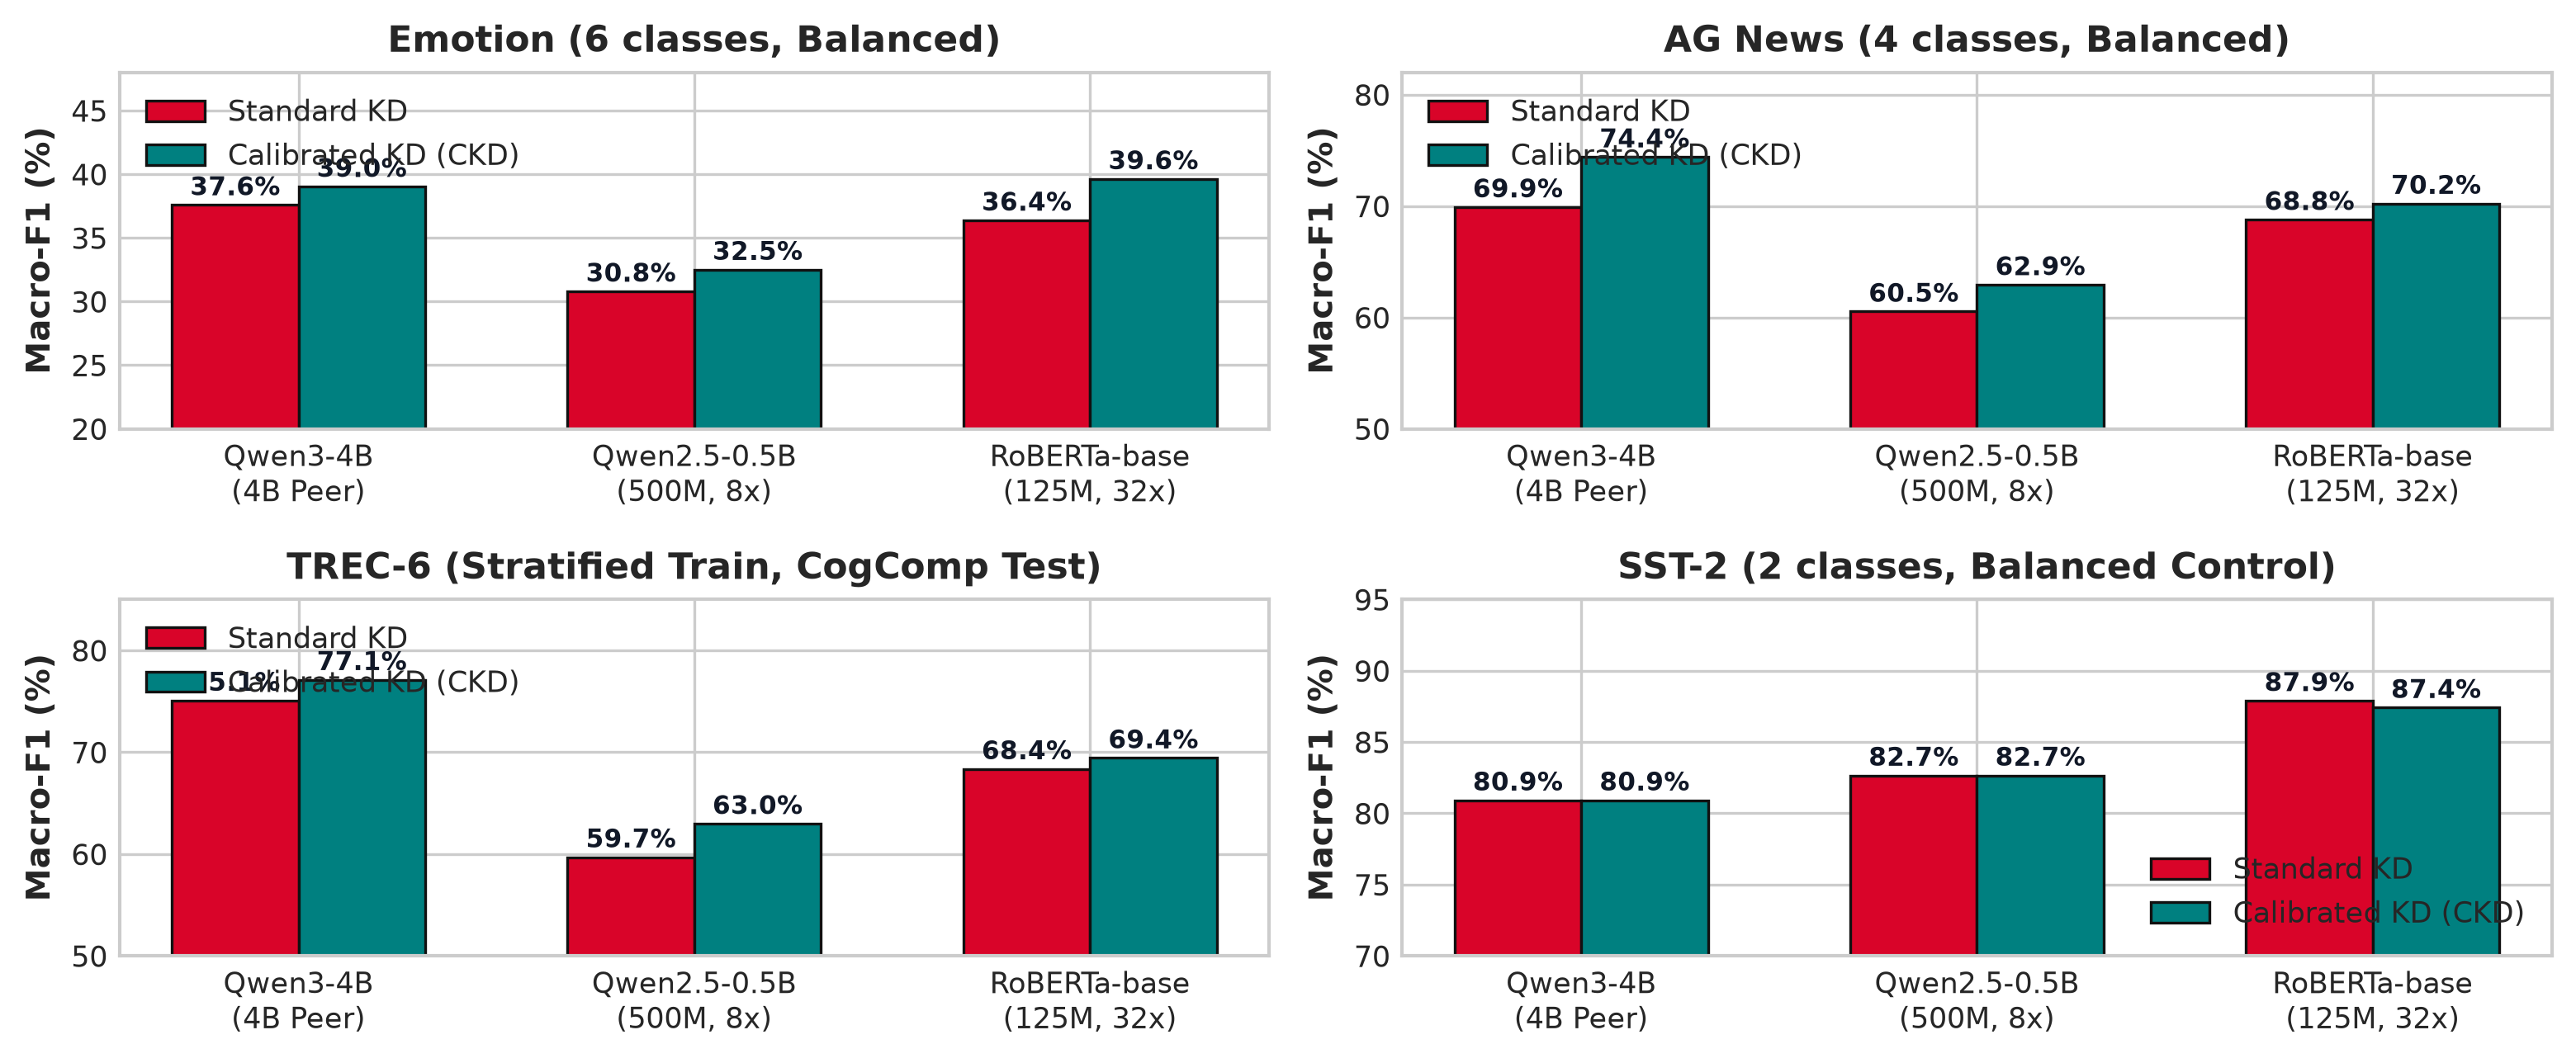 Emotion (6 classes, Balanced)
Macro-F1 (%)
45
40
35
30
25
20
Standard KD
Calibrated KD (CKD)
37.6%
39.0%
30.8%
32.5%
36.4%
39.6%
Qwen3-4B
(4B Peer)
Qwen2.5-0.5B
(500M, 8x)
RoBERTa-base
(125M, 32x)
AG News (4 classes, Balanced)
Macro-F1 (%)
80
70
60
50
Standard KD
Calibrated KD (CKD)
69.9%
74.4%
60.5%
62.9%
68.8%
70.2%
Qwen3-4B
(4B Peer)
Qwen2.5-0.5B
(500M, 8x)
RoBERTa-base
(125M, 32x)
TREC-6 (Stratified Train, CogComp Test)
Macro-F1 (%)
80
70
60
50
Standard KD
Calibrated KD (CKD)
5.1%
77.1%
59.7%
63.0%
68.4%
69.4%
Qwen3-4B
(4B Peer)
Qwen2.5-0.5B
(500M, 8x)
RoBERTa-base
(125M, 32x)
SST-2 (2 classes, Balanced Control)
Macro-F1 (%)
95
90
85
80
75
70
80.9%
80.9%
82.7%
82.7%
87.9%
87.4%
Standard KD
Calibrated KD (CKD)
Qwen3-4B
(4B Peer)
Qwen2.5-0.5B
(500M, 8x)
RoBERTa-base
(125M, 32x)